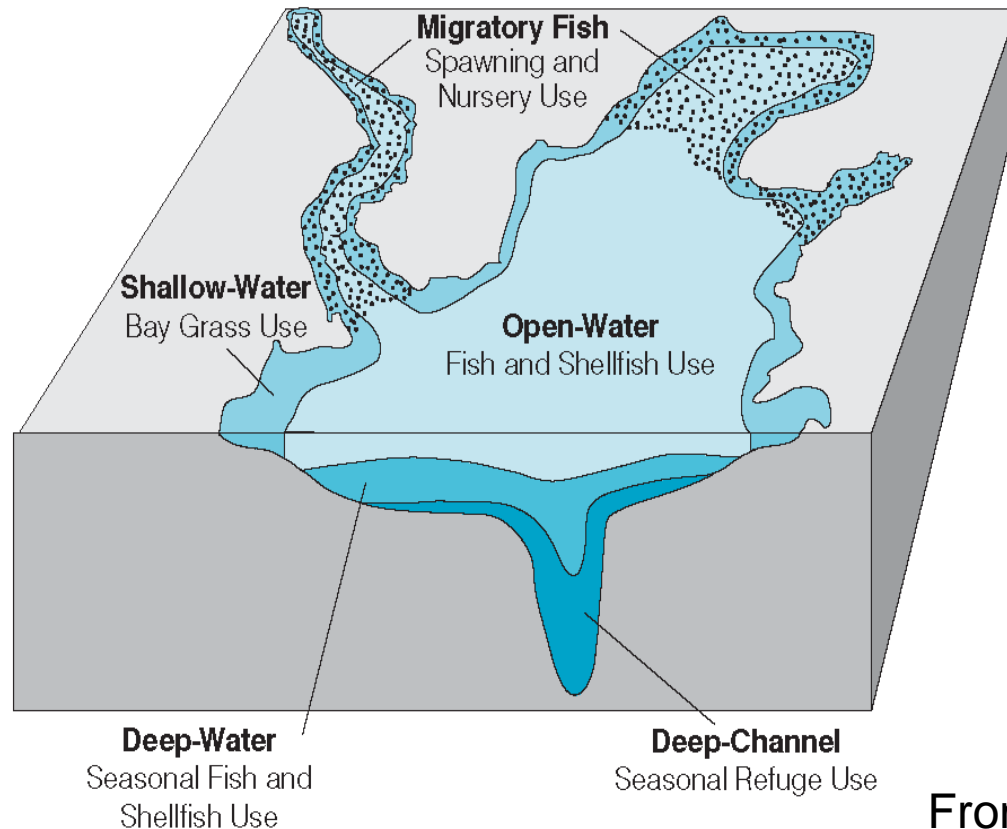 Migratory Fish
Spawning and
Nursery Use
Shallow-Water
Bay Grass Use
Open-Water
Fish and Shellfish Use
Deep-Water
Seasonal Fish and
Shellfish Use
Deep-Channel
Seasonal Refuge Use